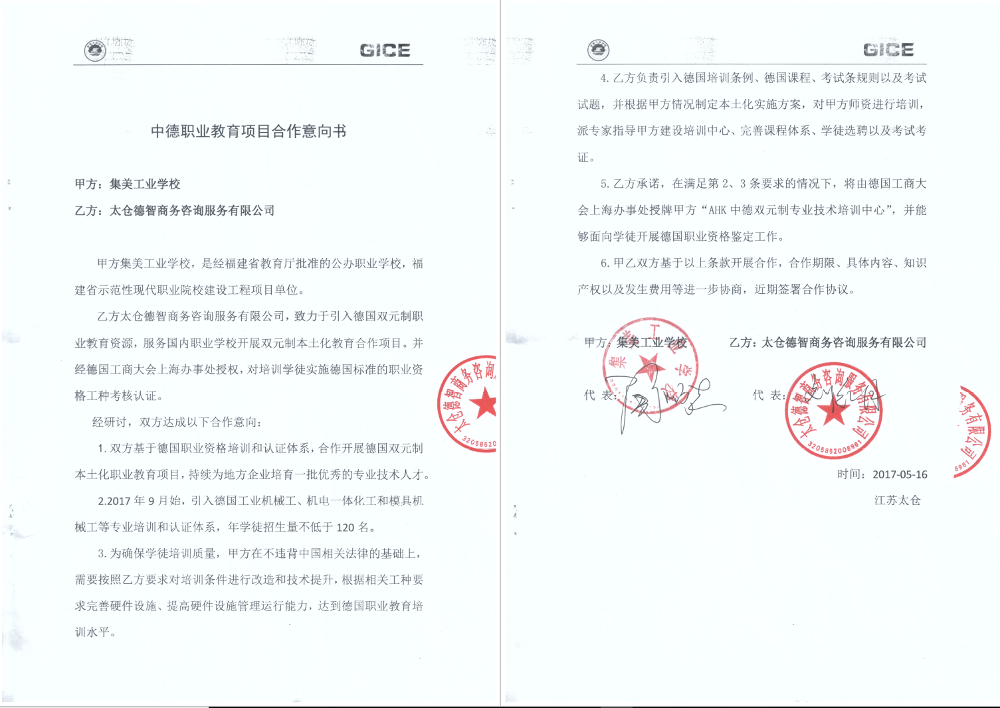 GICE
中德职业教育项目合作意向书
甲方：集美工业学校
乙方：太仓德智商务咨询服务有限公司
甲方集美工业学校，是经福建省教育厅批准的公办职业学校，福
建省示范性现代职业院校建设工程项目单位。
乙方太仓德智商务咨询服务有限公司，致力于引入德国双元制职
业教育资源，服务国内职业学校开展双元制本土化教育合作项目。并
经德国工商大会上海办事处授权，对培训学徒实施德国标准的职业资
格工种考核认证。
经研讨，双方达成以下合作意向：
1. 双方基于德国职业资格培训和认证体系，合作开展德国双元制
本土化职业教育项目，持续为地方企业培育一批优秀的专业技术人才。
2.2017 年 9 月始，引入德国工业机械工、机电一体化工和模具机
械工等专业培训和认证体系，年学徒招生量不低于 120 名。
3. 为确保学徒培训质量，甲方在不违背中国相关法律的基础上，
需要按照乙方要求对培训条件进行改造和技术提升，根据相关工种要
求完善硬件设施、提高硬件设施管理运行能力，达到德国职业教育培
训水平。
太仓德智商务咨询
32058520
GICE
4. 乙方负责引入德国培训条例、德国课程、考试条规则以及考试
试题，并根据甲方情况制定本土化实施方案，对甲方师资进行培训，
派专家指导甲方建设培训中心、完善课程体系、学徒选聘以及考试考
证。
5. 乙方承诺，在满足第 2、3 条要求的情况下，将由德国工商大
会上海办事处授牌甲方“AHK 中德双元制专业技术培训中心”，并能
够面向学徒开展德国职业资格鉴定工作。
6. 甲乙双方基于以上条款开展合作，合作期限、具体内容、知识
产权以及发生费用等进一步协商，近期签署合作协议。
甲方：集美工业学校 乙方：太仓德智商务咨询服务有限公司
代 表： 代 表：
集美工业学校
太仓德智商务咨询服务有限公司
3205852008961
务有限公司
8961
时间：2017-05-16
江苏太仓